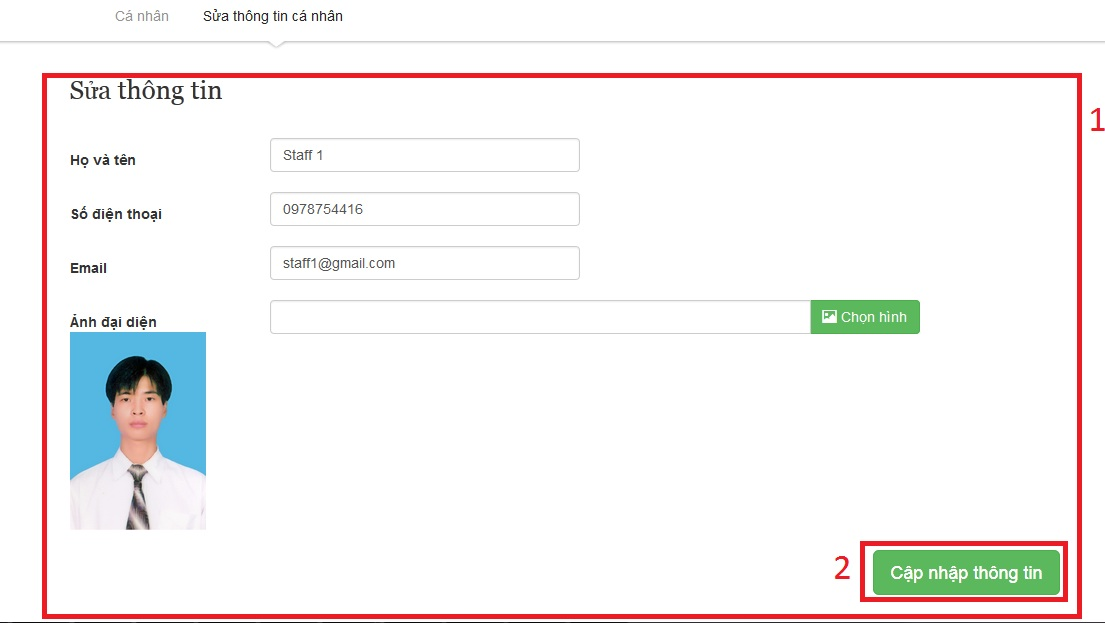 Cá nhân Sửa thông tin cá nhân
Sửa thông tin
1
Họ và tên Staff 1
Số điện thoại 0978754416
Email staff1@gmail.com
Ảnh đại diện Chọn hình
2 Cập nhập thông tin